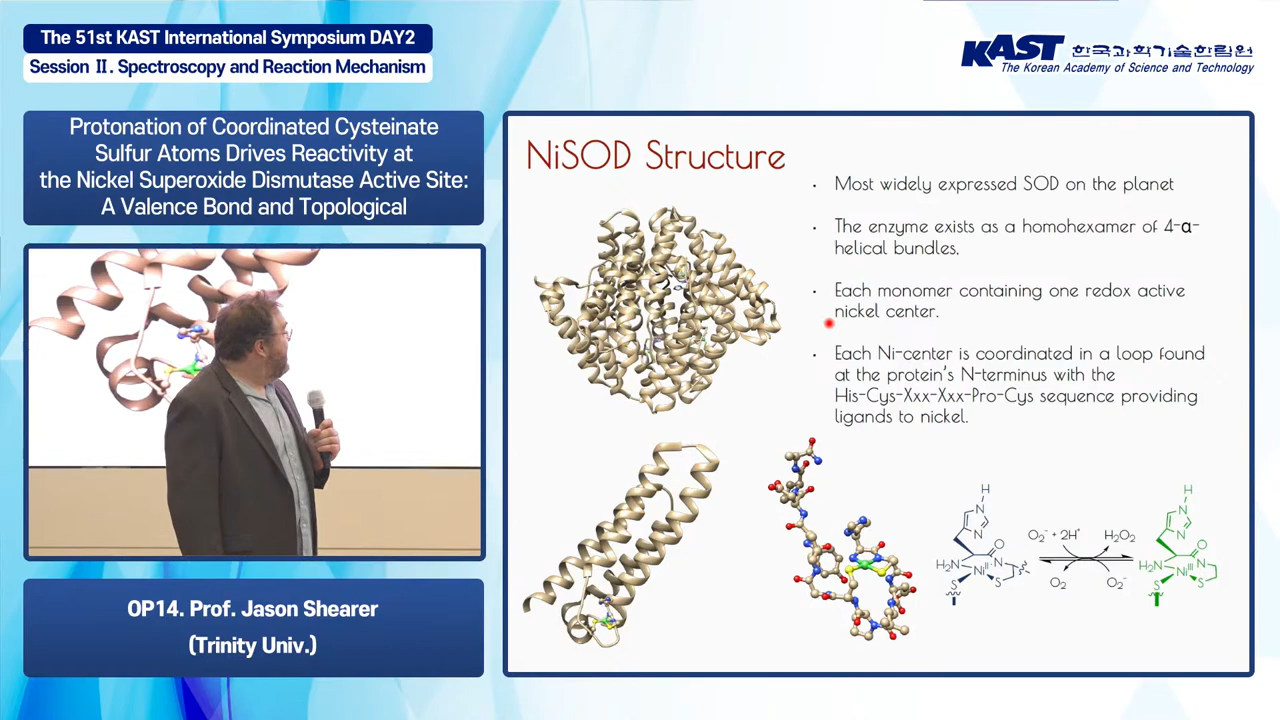 The 51st KAST International Symposium DAY2
Session Ⅱ. Spectroscopy and Reaction Mechanism
KAST 한국과학기술한림원
The Korean Academy of Science and Technology
Protonation of Coordinated Cysteinate
Sulfur Atoms Drives Reactivity at
the Nickel Superoxide Dismutase Active Site:
A Valence Bond and Topological
OP14. Prof. Jason Shearer
(Trinity Univ.)
NiSOD Structure
· Most widely expressed SOD on the planet
· The enzyme exists as a homohexamer of 4-α-
helical bundles.
· Each monomer containing one redox active
nickel center.
· Each Ni-center is coordinated in a loop found
at the protein's N-terminus with the
His-Cys-Xxx-Xxx-Pro-Cys sequence providing
ligands to nickel.
H
N
N
O
H₂N
N
Ni^II
S
S
O₂⁻ + 2H⁺
H₂O₂
O₂
O₂⁻
H
N
N
O
H₂N
N
Ni^III
S
S